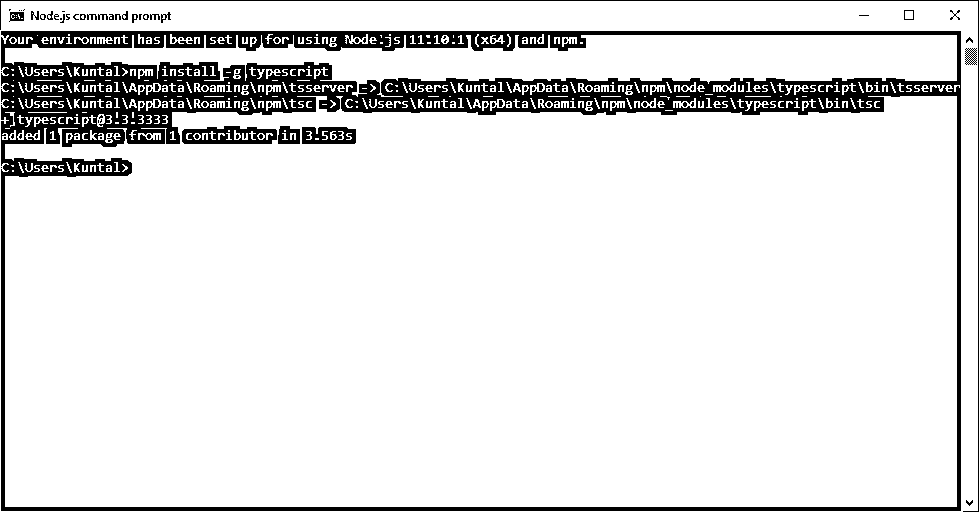 Node.js command prompt
Your environment has been set up for using Node.js 11.10.1 (x64) and npm.
C:\Users\Kuntal>npm install -g typescript
C:\Users\Kuntal\AppData\Roaming\npm\tsserver -> C:\Users\Kuntal\AppData\Roaming\npm\node_modules\typescript\bin\tsserver
C:\Users\Kuntal\AppData\Roaming\npm\tsc -> C:\Users\Kuntal\AppData\Roaming\npm\node_modules\typescript\bin\tsc
+ typescript@3.3.3333
added 1 package from 1 contributor in 3.563s
C:\Users\Kuntal>